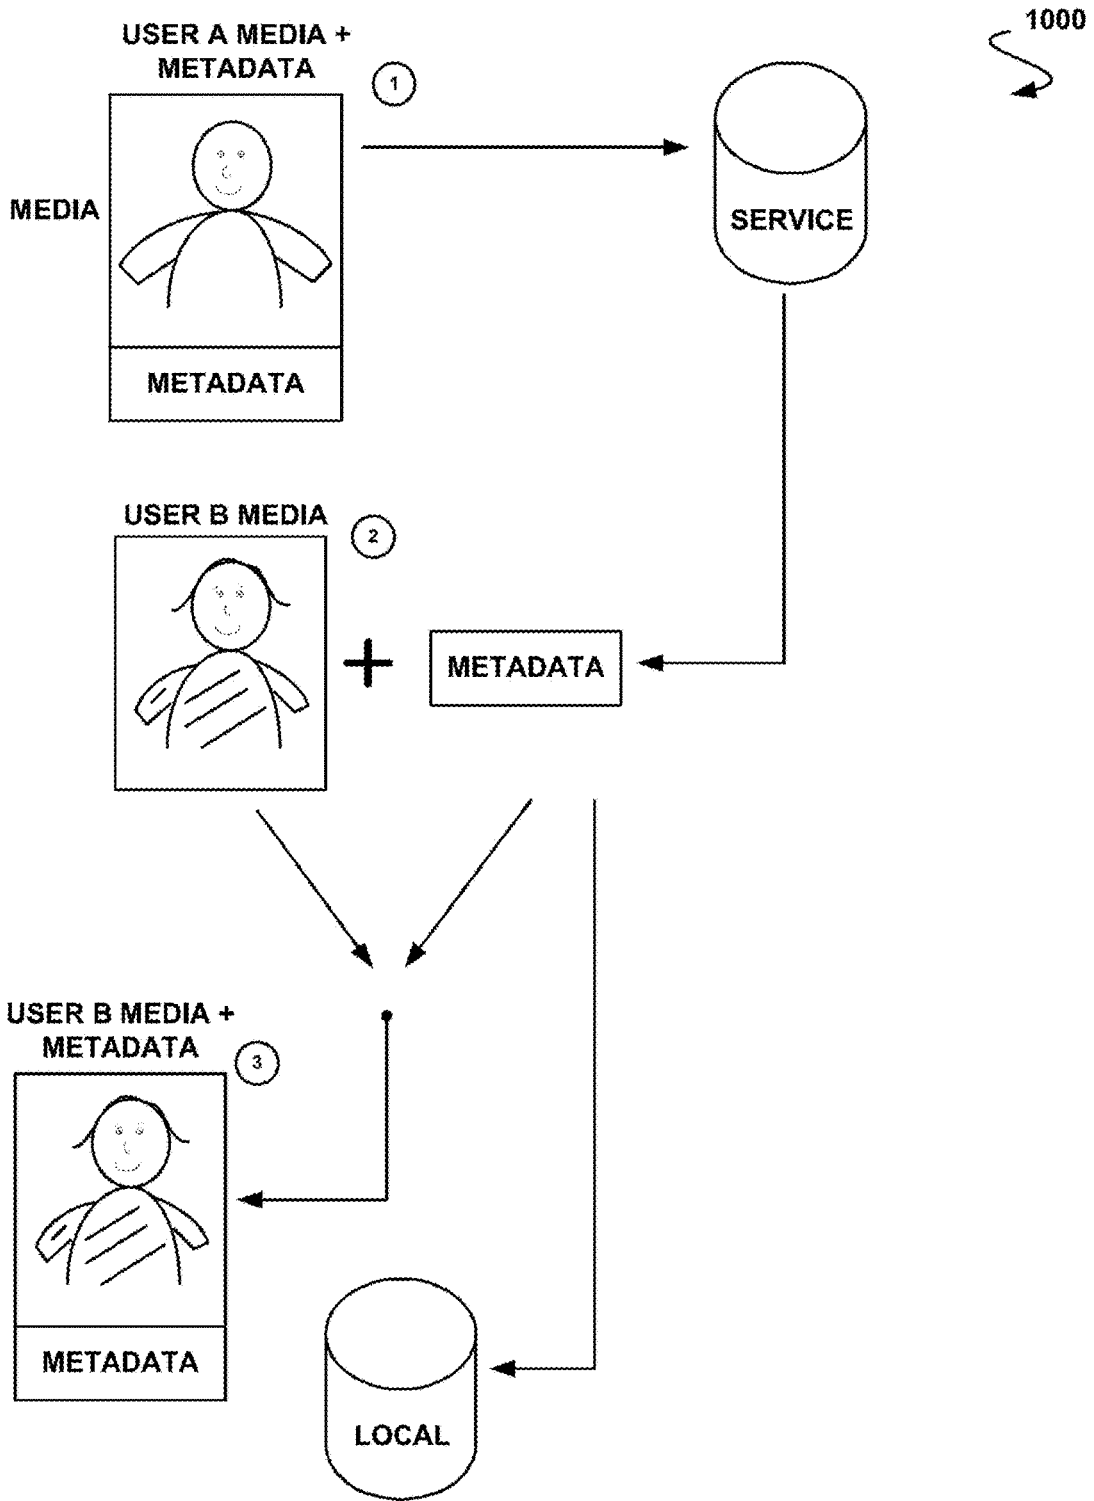 1000
USER A MEDIA +
METADATA
1
MEDIA
SERVICE
METADATA
USER B MEDIA
2
METADATA
USER B MEDIA +
METADATA
3
METADATA
LOCAL